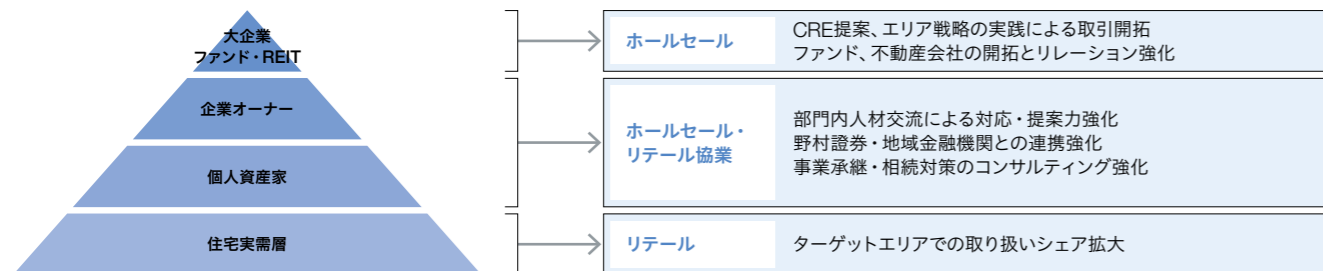 大企業
ファンド・REIT
ホールセール
CRE提案、エリア戦略の実践による取引開拓
ファンド、不動産会社の開拓とリレーション強化
企業オーナー
個人資産家
ホールセール・
リテール協業
部門内人材交流による対応・提案力強化
野村證券・地域金融機関との連携強化
事業承継・相続対策のコンサルティング強化
住宅実需層
リテール
ターゲットエリアでの取り扱いシェア拡大